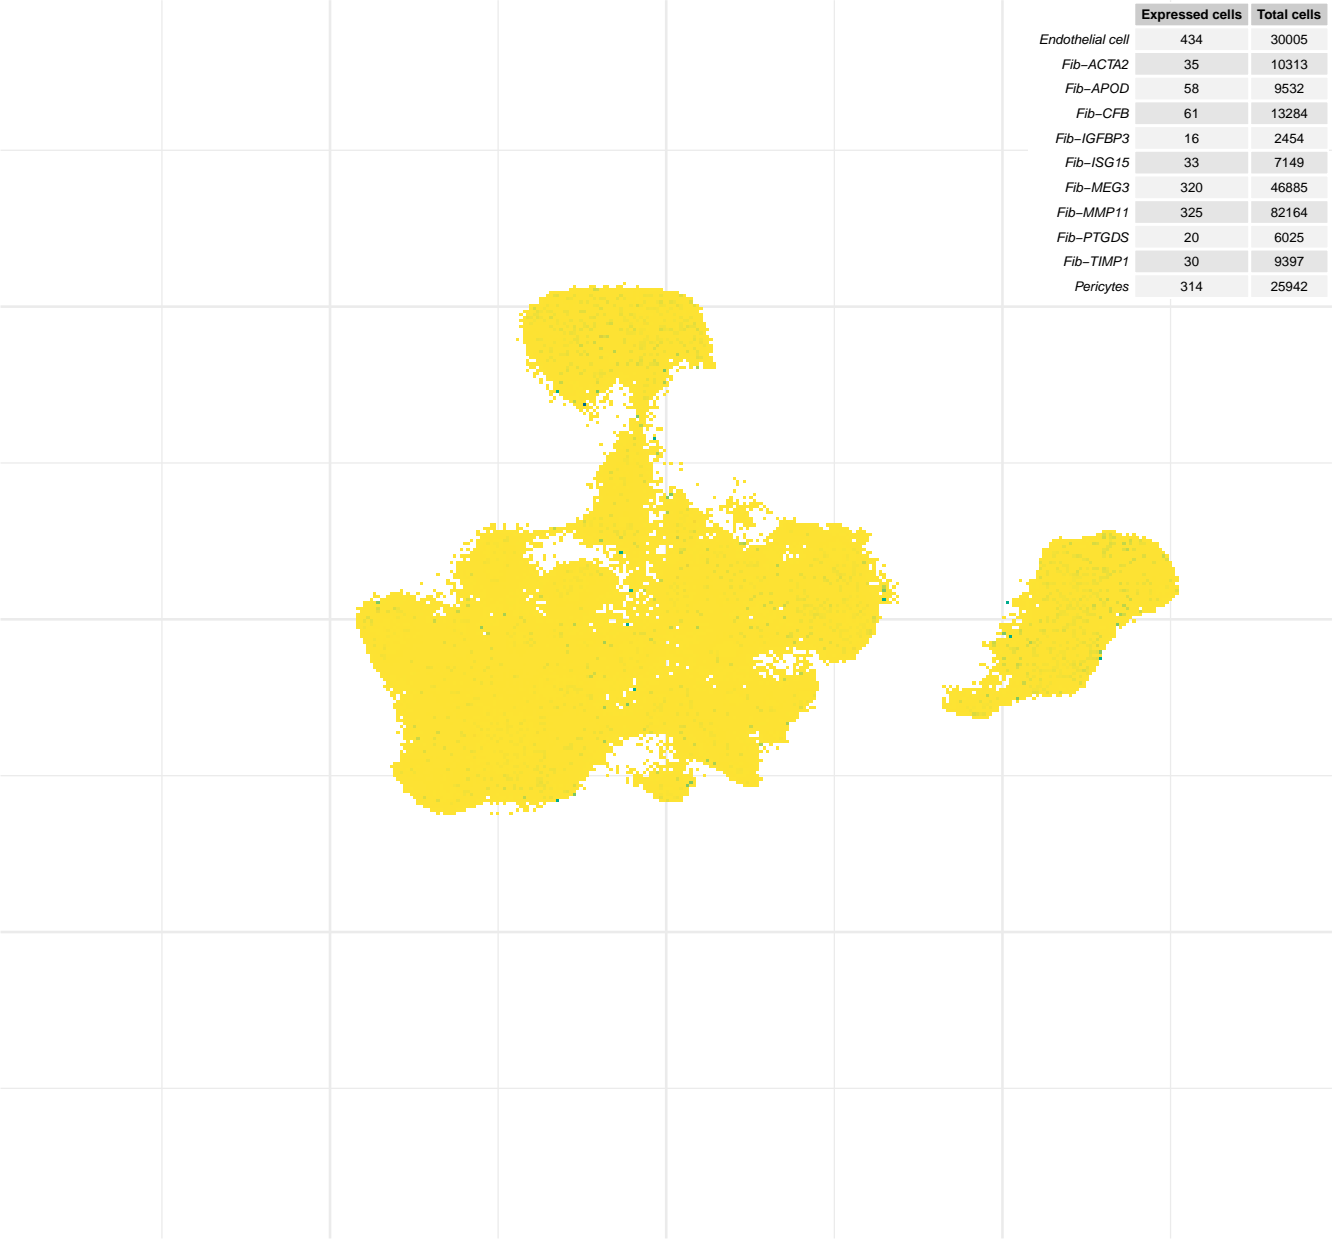 Expressed cells Total cells
Endothelial cell 434 30005
Fib−ACTA2 35 10313
Fib−APOD 58 9532
Fib−CFB 61 13284
Fib−IGFBP3 16 2454
Fib−ISG15 33 7149
Fib−MEG3 320 46885
Fib−MMP11 325 82164
Fib−PTGDS 20 6025
Fib−TIMP1 30 9397
Pericytes 314 25942